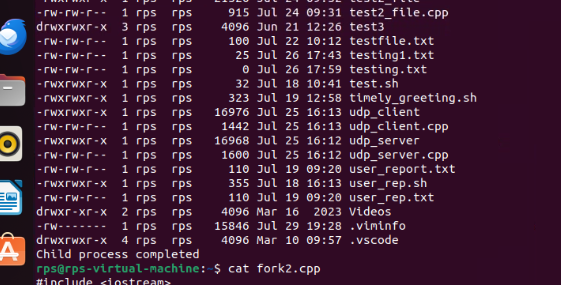 -rw-rw-r-- 1 rps rps 915 Jul 24 09:31 test2_file.cpp
drwxrwxr-x 3 rps rps 4096 Jun 21 12:26 test3
-rw-rw-r-- 1 rps rps 100 Jul 22 10:12 testfile.txt
-rw-rw-r-- 1 rps rps 25 Jul 26 17:43 testing1.txt
-rw-rw-r-- 1 rps rps 0 Jul 26 17:59 testing.txt
-rwxrwxr-x 1 rps rps 32 Jul 18 10:41 test.sh
-rwxrwxr-x 1 rps rps 323 Jul 19 12:58 timely_greeting.sh
-rwxrwxr-x 1 rps rps 16976 Jul 25 16:13 udp_client
-rw-rw-r-- 1 rps rps 1442 Jul 25 16:13 udp_client.cpp
-rwxrwxr-x 1 rps rps 16968 Jul 25 16:12 udp_server
-rw-rw-r-- 1 rps rps 1600 Jul 25 16:12 udp_server.cpp
-rw-rw-r-- 1 rps rps 110 Jul 19 09:20 user_report.txt
-rwxrwxr-x 1 rps rps 355 Jul 18 16:13 user_rep.sh
-rw-rw-r-- 1 rps rps 110 Jul 19 09:20 user_rep.txt
drwxr-xr-x 2 rps rps 4096 Mar 16 2023 Videos
-rw------- 1 rps rps 15846 Jul 29 19:28 .viminfo
drwxrwxr-x 4 rps rps 4096 Mar 10 09:57 .vscode
Child process completed
rps@rps-virtual-machine:~$ cat fork2.cpp
#include <iostream>